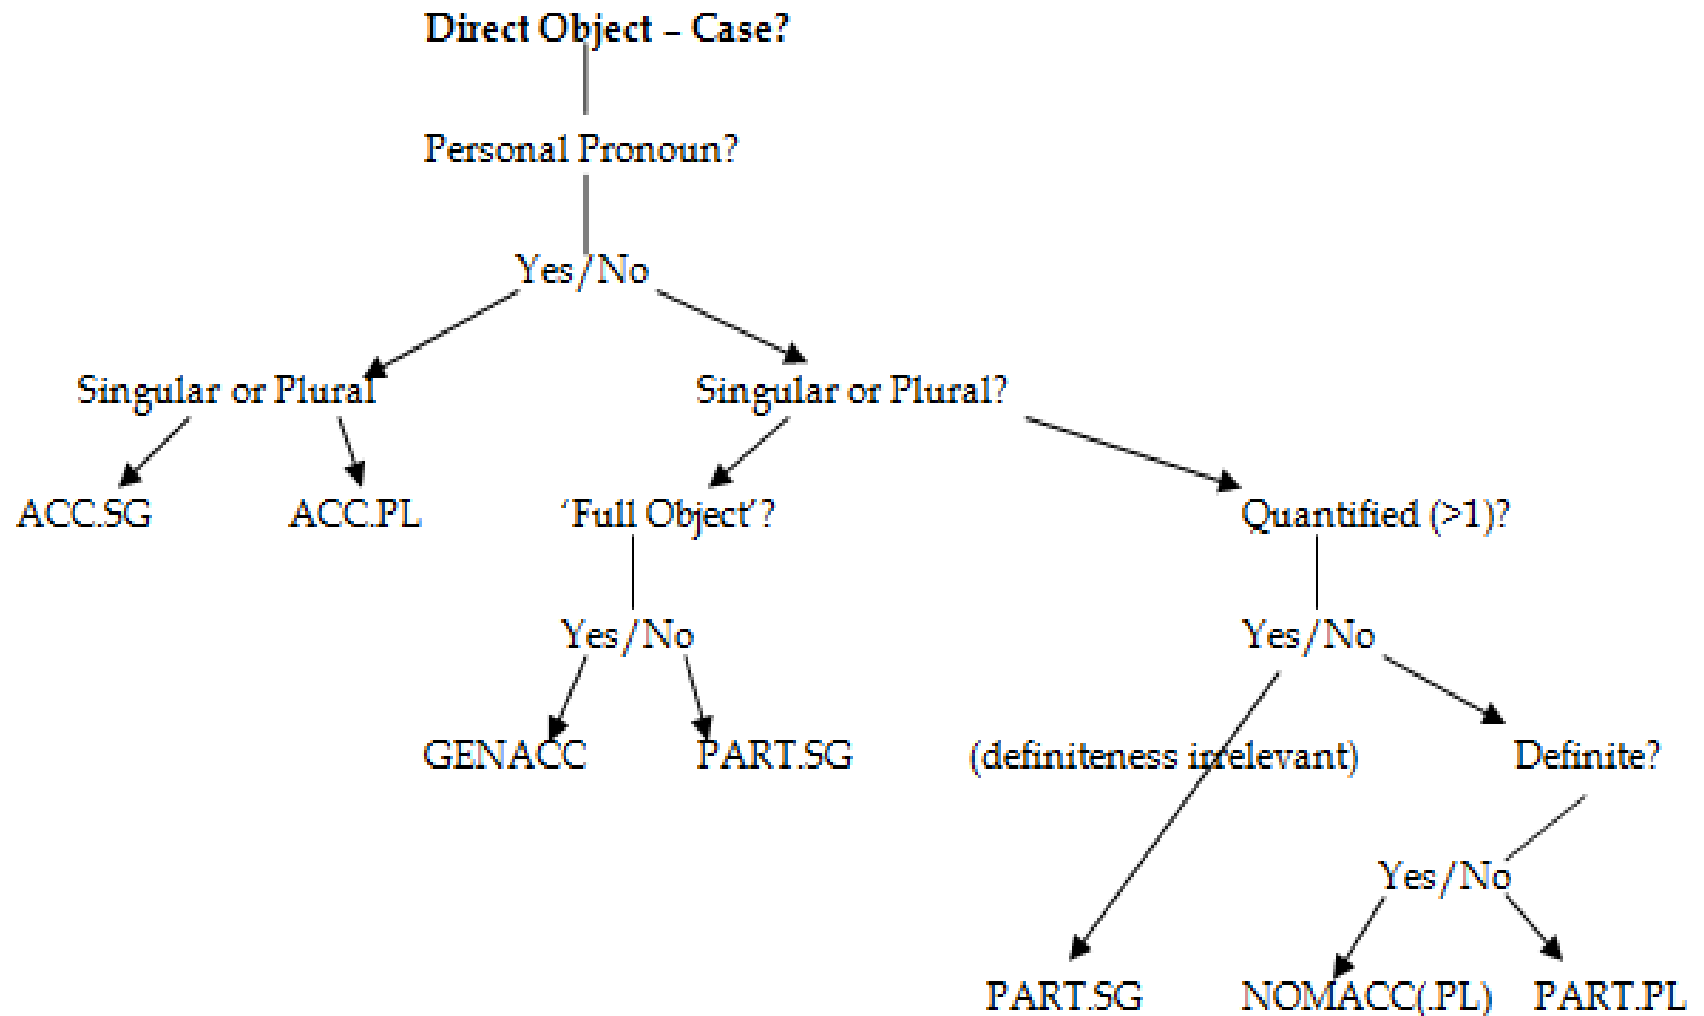 Direct Object – Case?
Personal Pronoun?
Yes/No
Singular or Plural Singular or Plural?
ACC.SG ACC.PL ‘Full Object’? Quantified (>1)?
Yes/No Yes/No
GENACC PART.SG (definiteness irrelevant) Definite?
Yes/No
PART.SG NOMACC(.PL) PART.PL